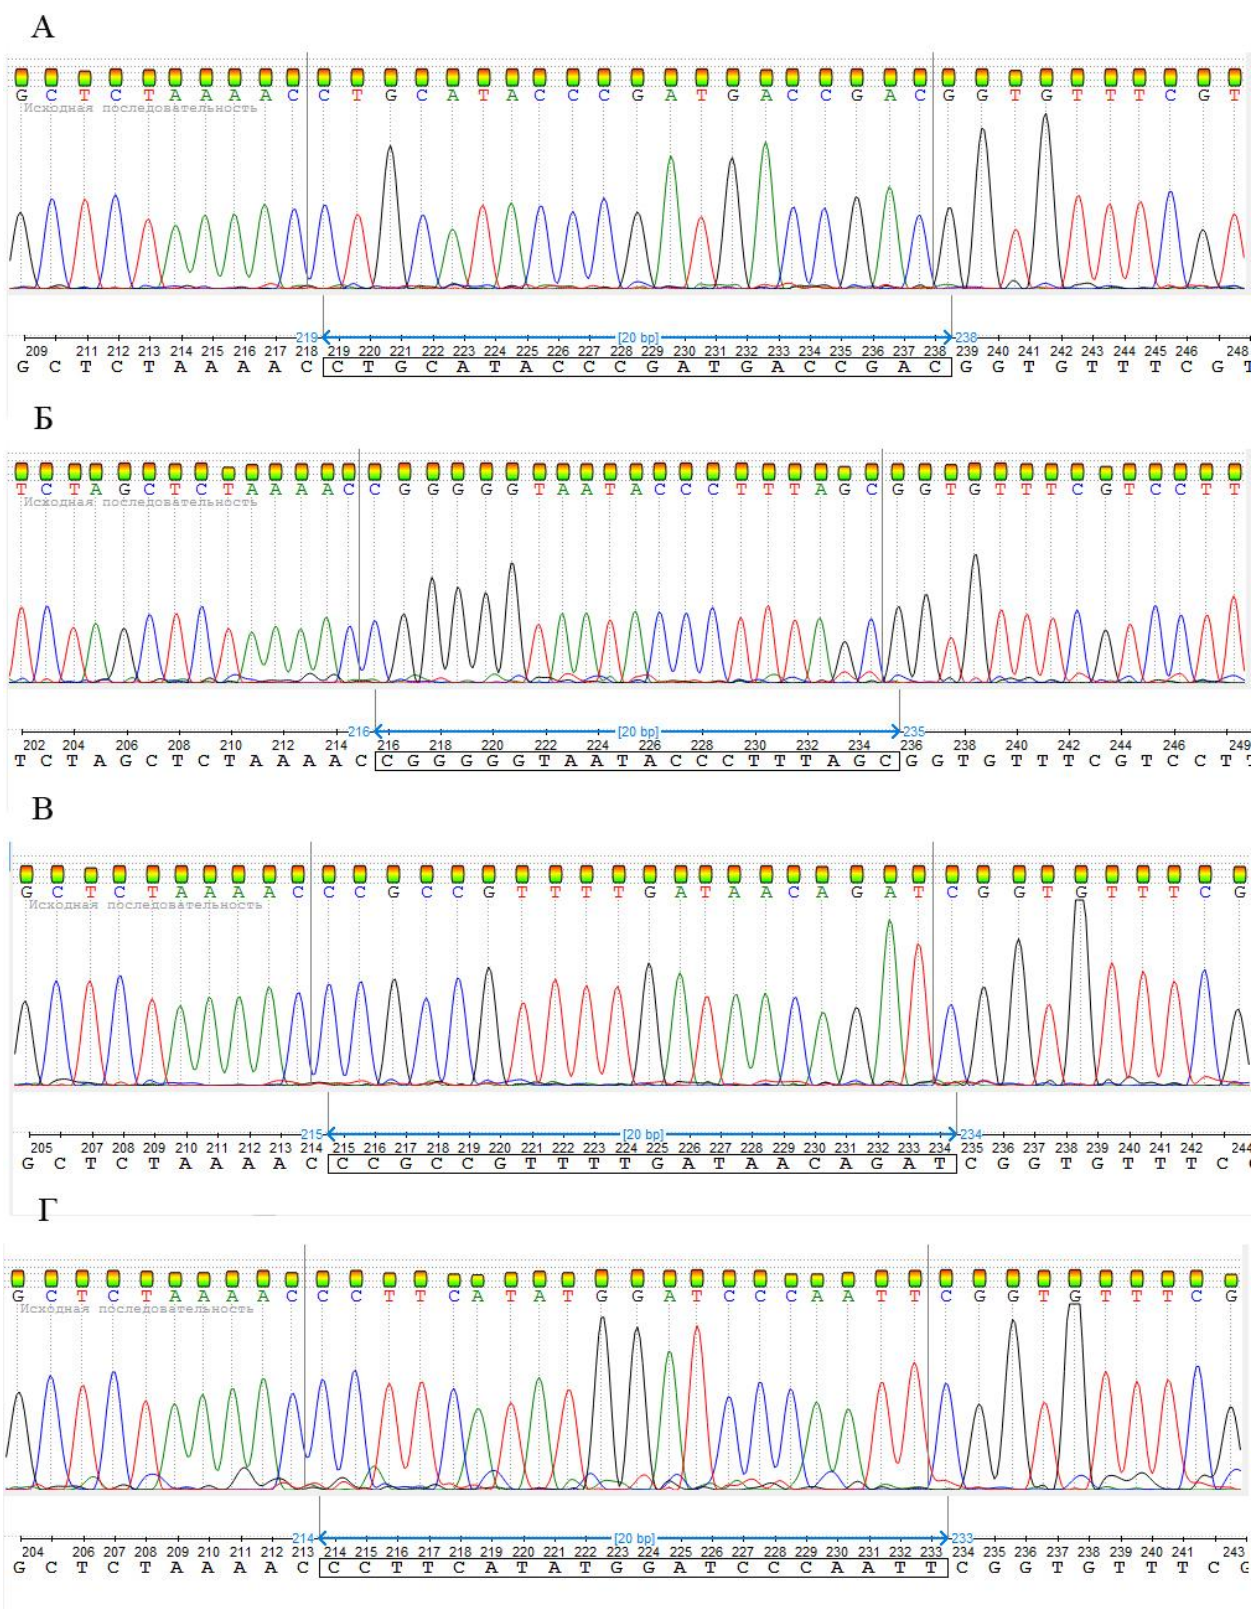 А
G C T C T A A A A C C T G C A T A C C C G A T G A C C G A C G G T G T T T C G T
Исходная последовательность
219 [20 bp] 238
209 211 212 213 214 215 216 217 218 219 220 221 222 223 224 225 226 227 228 229 230 231 232 233 234 235 236 237 238 239 240 241 242 243 244 245 246 248
G C T C T A A A A C C T G C A T A C C C G A T G A C C G A C G G T G T T T C G T
Б
T C T A G C T C T A A A A C C G G G G G T A A T A C C C T T T A G C G G T G T T T C G T C C T T
Исходная последовательность
216 [20 bp] 235
202 204 206 208 210 212 214 216 218 220 222 224 226 228 230 232 234 236 238 240 242 244 246 249
T C T A G C T C T A A A A C C G G G G G T A A T A C C C T T T A G C G G T G T T T C G T C C T T
В
G C T C T A A A A C C C G C C G T T T T G A T A A C A G A T C G G T G T T T C G
Исходная последовательность
215 [20 bp] 234
205 207 208 209 210 211 212 213 214 215 216 217 218 219 220 221 222 223 224 225 226 227 228 229 230 231 232 233 234 235 236 237 238 239 240 241 242 244
G C T C T A A A A C C C G C C G T T T T G A T A A C A G A T C G G T G T T T C G
Г
G C T C T A A A A C C C T T C A T A T G G A T C C C A A T T C G G T G T T T C G
Исходная последовательность
214 [20 bp] 233
204 206 207 208 209 210 211 212 213 214 215 216 217 218 219 220 221 222 223 224 225 226 227 228 229 230 231 232 233 234 235 236 237 238 239 240 241 243
G C T C T A A A A C C C T T C A T A T G G A T C C C A A T T C G G T G T T T C G